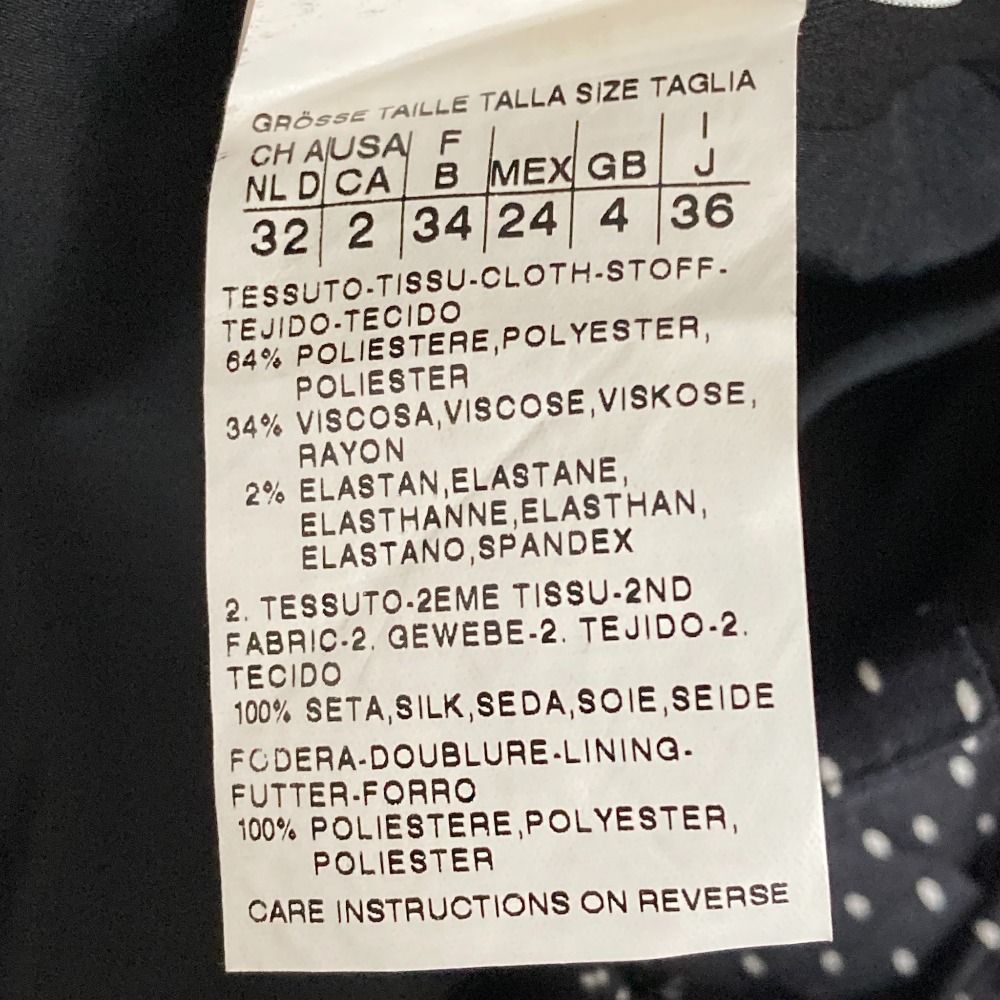 GRÖSSE TAILLE TALLA SIZE TAGLIA
CH A USA F I
NL D CA B MEX GB J
32 2 34 24 4 36
TESSUTO-TISSU-CLOTH-STOFF-
TEJIDO-TECIDO
64% POLIESTERE,POLYESTER,
POLIESTER
34% VISCOSA,VISCOSE,VISKOSE,
RAYON
2% ELASTAN,ELASTANE,
ELASTHANNE,ELASTHAN,
ELASTANO,SPANDEX
2. TESSUTO-2EME TISSU-2ND
FABRIC-2. GEWEBE-2. TEJIDO-2.
TECIDO
100% SETA,SILK,SEDA,SOIE,SEIDE
FODERA-DOUBLURE-LINING-
FUTTER-FORRO
100% POLIESTERE,POLYESTER,
POLIESTER
CARE INSTRUCTIONS ON REVERSE